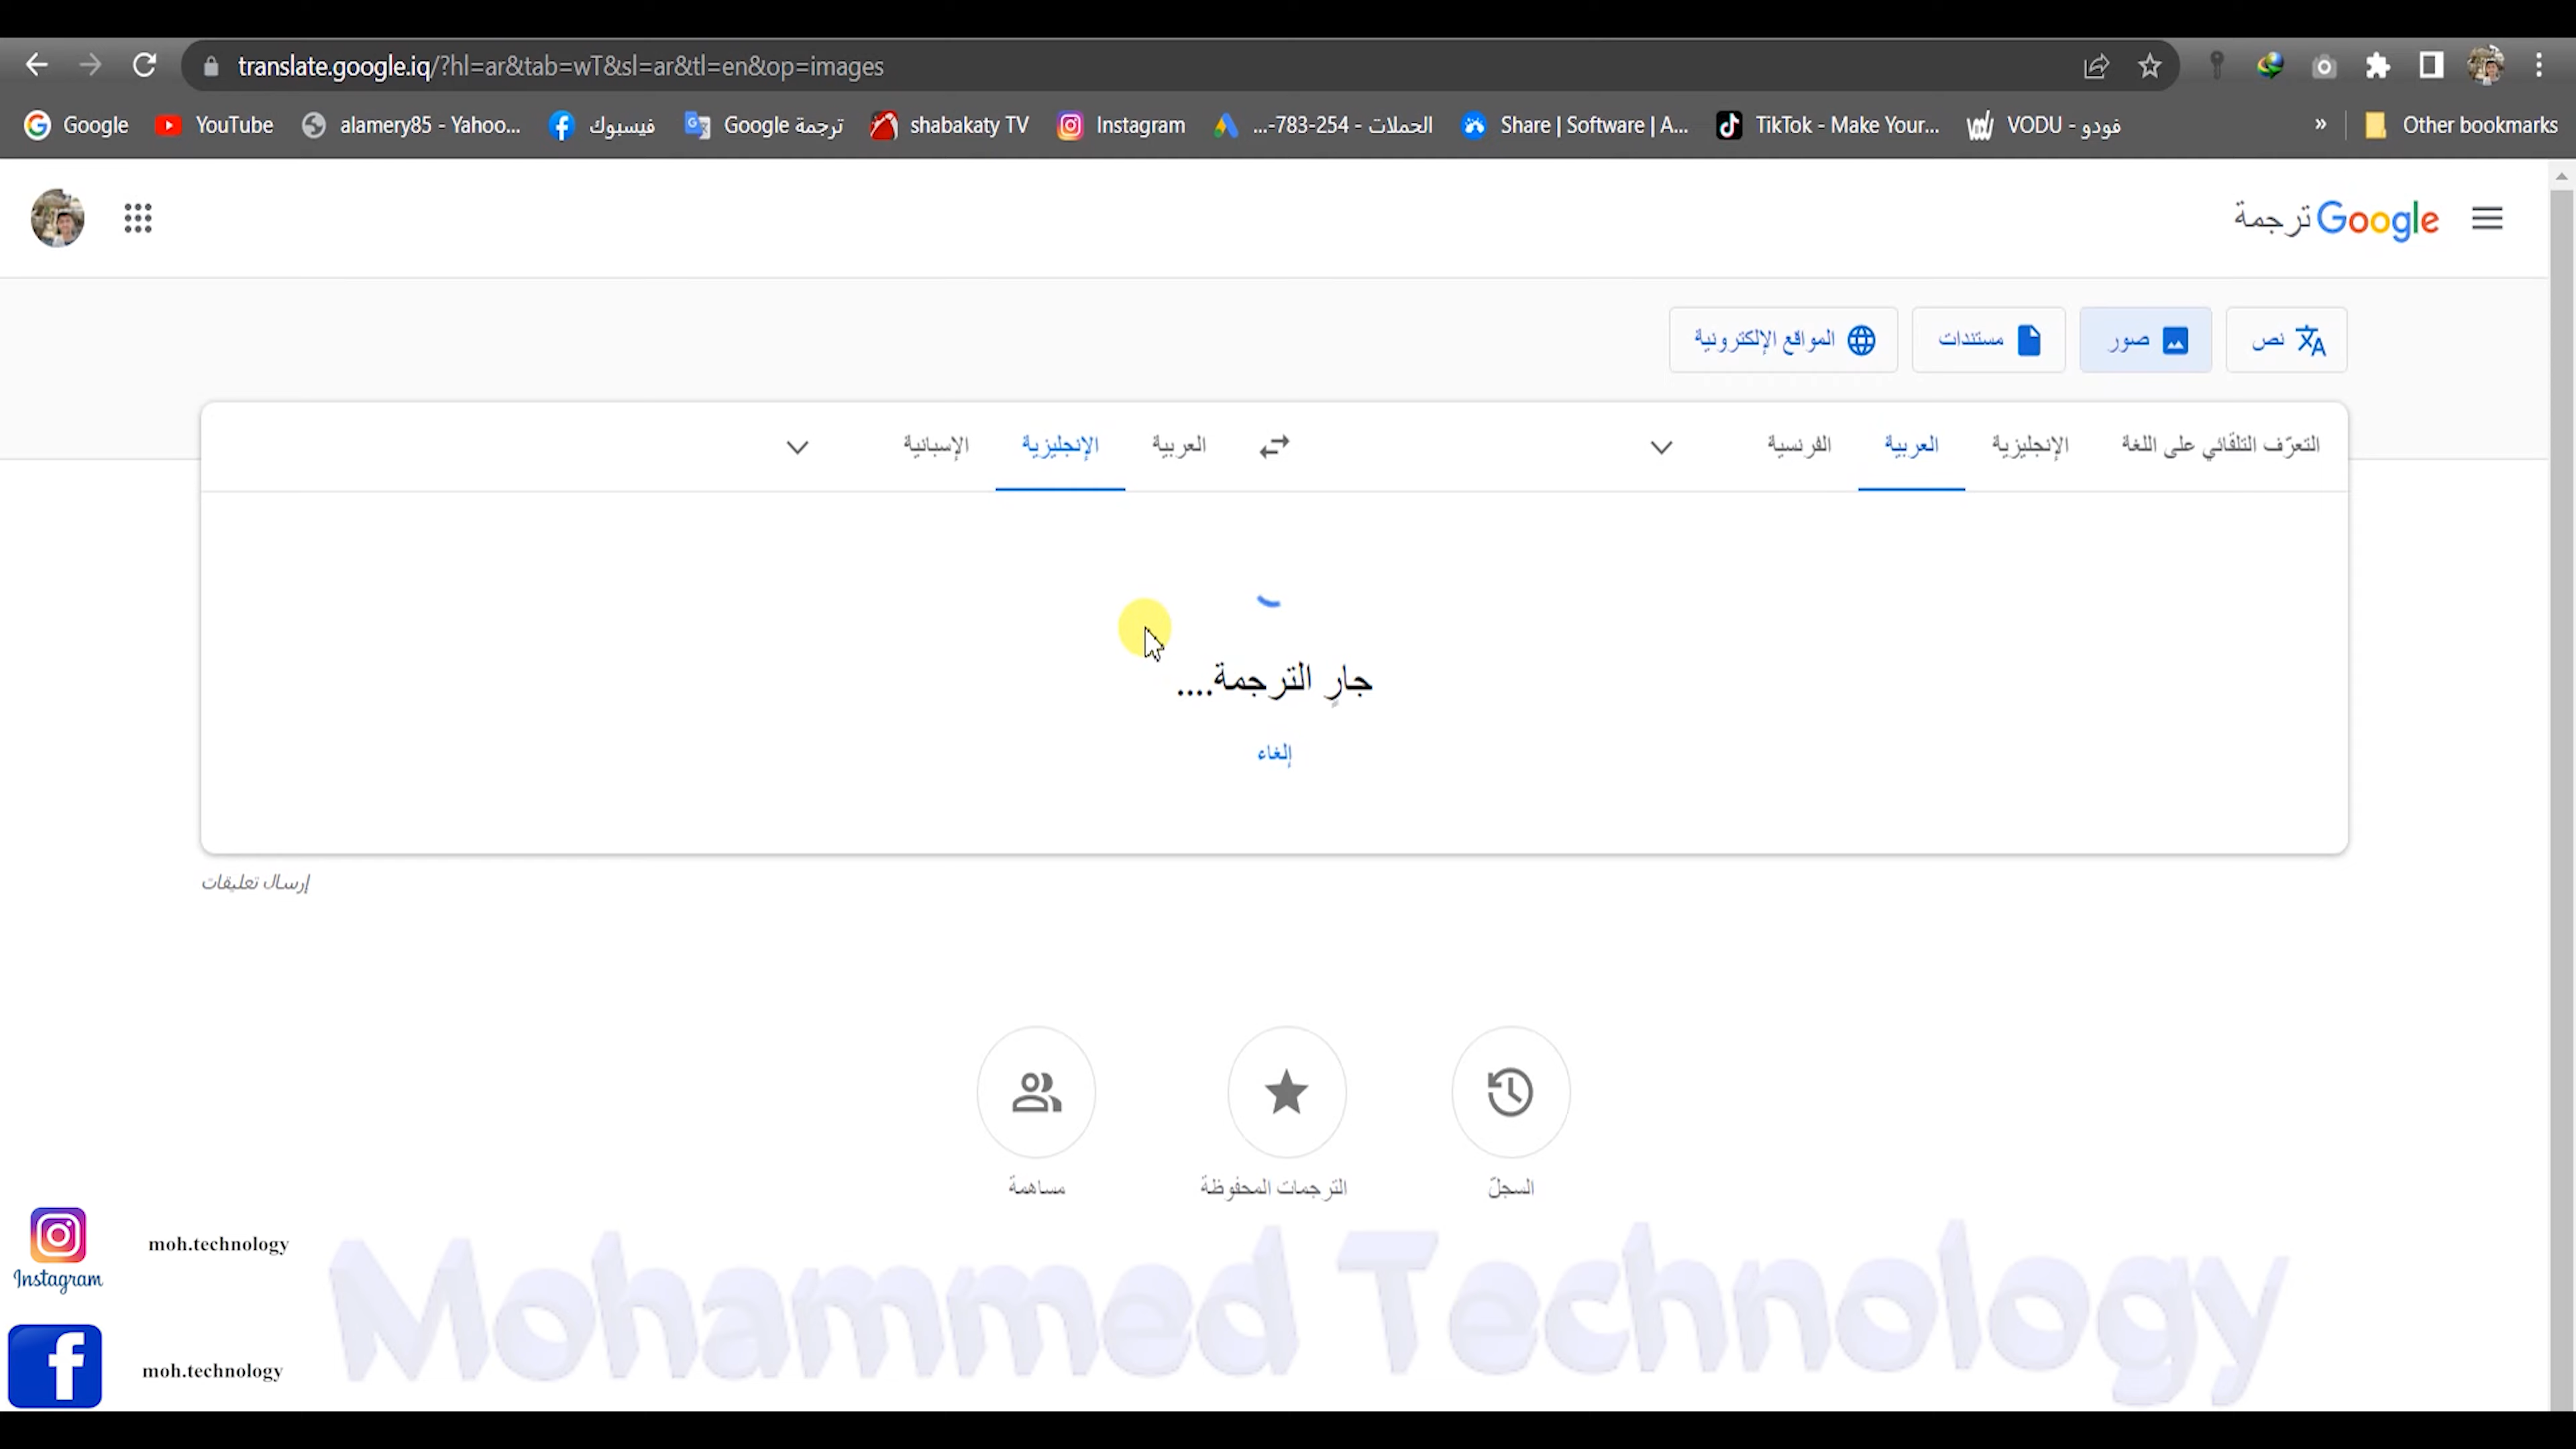 translate.google.iq/?hl=ar&tab=wT&sl=ar&tl=en&op=images
Google YouTube alamery85 - Yahoo... فيسبوك ترجمة Google shabakaty TV Instagram الحملات - 254-783-... Share | Software | A... TikTok - Make Your... VODU - فودو » Other bookmarks
Google ترجمة
نص صور مستندات المواقع الإلكترونية
التعرّف التلقائي على اللغة الإنجليزية العربية الفرنسية العربية الإنجليزية الإسبانية
جارٍ الترجمة....
إلغاء
إرسال تعليقات
السجلّ الترجمات المحفوظة مساهمة
moh.technology
Instagram
moh.technology
Mohammed Technology